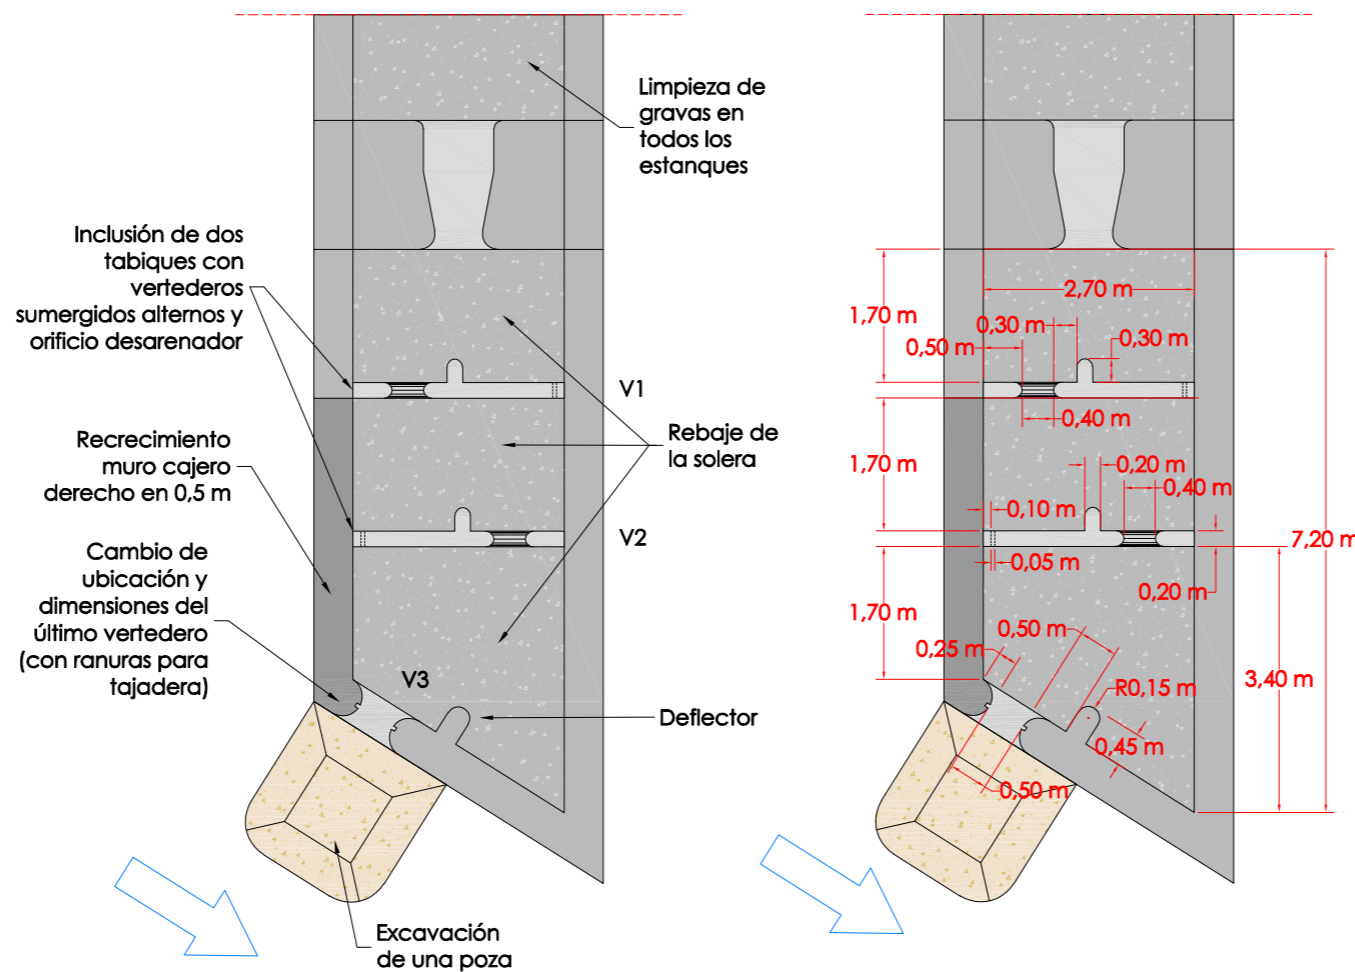 Limpieza de
gravas en
todos los
estanques
Inclusión de dos
tabiques con
vertederos
sumergidos alternos y
orificio desarenador
V1
Recrecimiento
muro cajero
derecho en 0,5 m
Rebaje de
la solera
V2
Cambio de
ubicación y
dimensiones del
último vertedero
(con ranuras para
tajadera)
V3
Deflector
Excavación
de una poza
2,70 m
1,70 m
0,30 m
0,30 m
0,50 m
0,40 m
1,70 m
0,20 m
0,40 m
0,10 m
7,20 m
0,05 m
0,20 m
1,70 m
0,50 m
0,25 m
3,40 m
R0,15 m
0,45 m
0,50 m